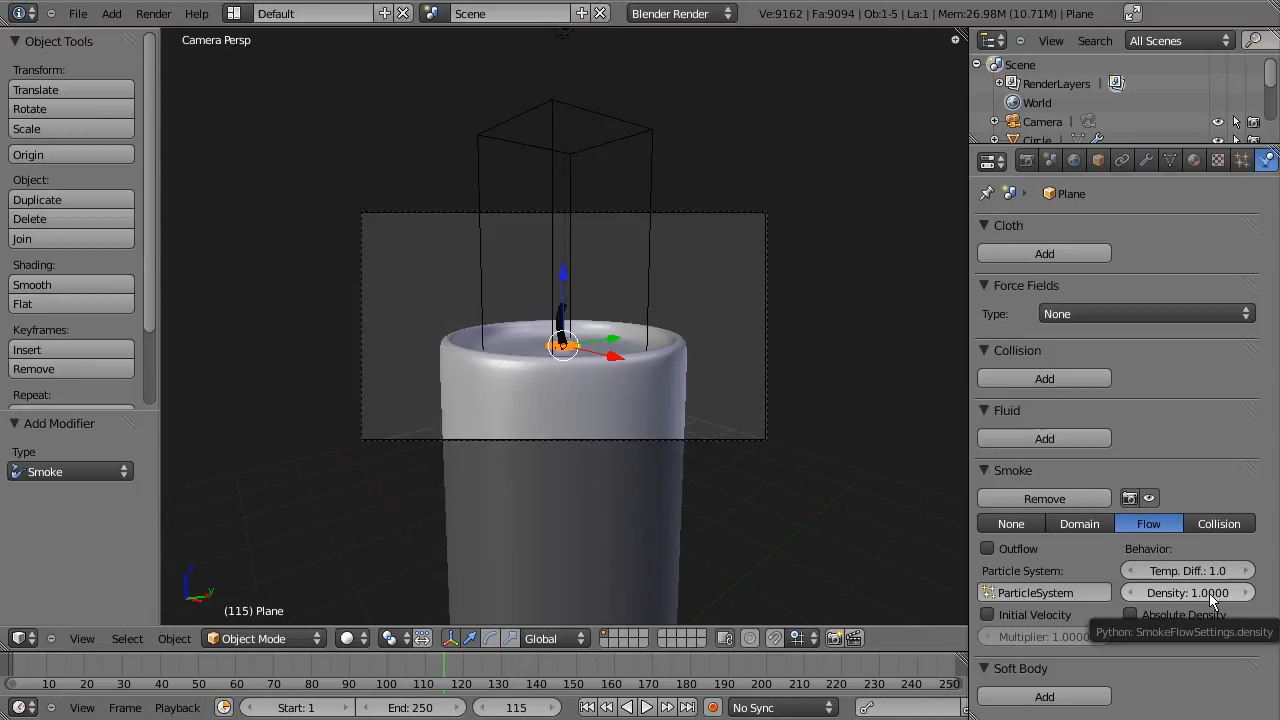 File Add Render Help Default Scene Blender Render Ve:9162 | Fa:9094 | Ob:1-5 | La:1 | Mem:26.98M (10.71M) | Plane
Object Tools
Transform:
Translate
Rotate
Scale
Origin
Object:
Duplicate
Delete
Join
Shading:
Smooth
Flat
Keyframes:
Insert
Remove
Repeat:
Add Modifier
Type
Smoke
Camera Persp
z
y
(115) Plane
View Select Object Object Mode Global
10 20 30 40 50 60 70 80 90 100 110 120 130 140 150 160 170 180 190 200 210 220 230 240 250
View Frame Playback Start: 1 End: 250 115 No Sync
View Search All Scenes
Scene
RenderLayers
World
Camera
Circle
Plane
Cloth
Add
Force Fields
Type: None
Collision
Add
Fluid
Add
Smoke
Remove
None Domain Flow Collision
Outflow Behavior:
Particle System: Temp. Diff.: 1.0
ParticleSystem Density: 1.0000
Initial Velocity Absolute Density
Multiplier: 1.0000 Python: SmokeFlowSettings.density
Soft Body
Add